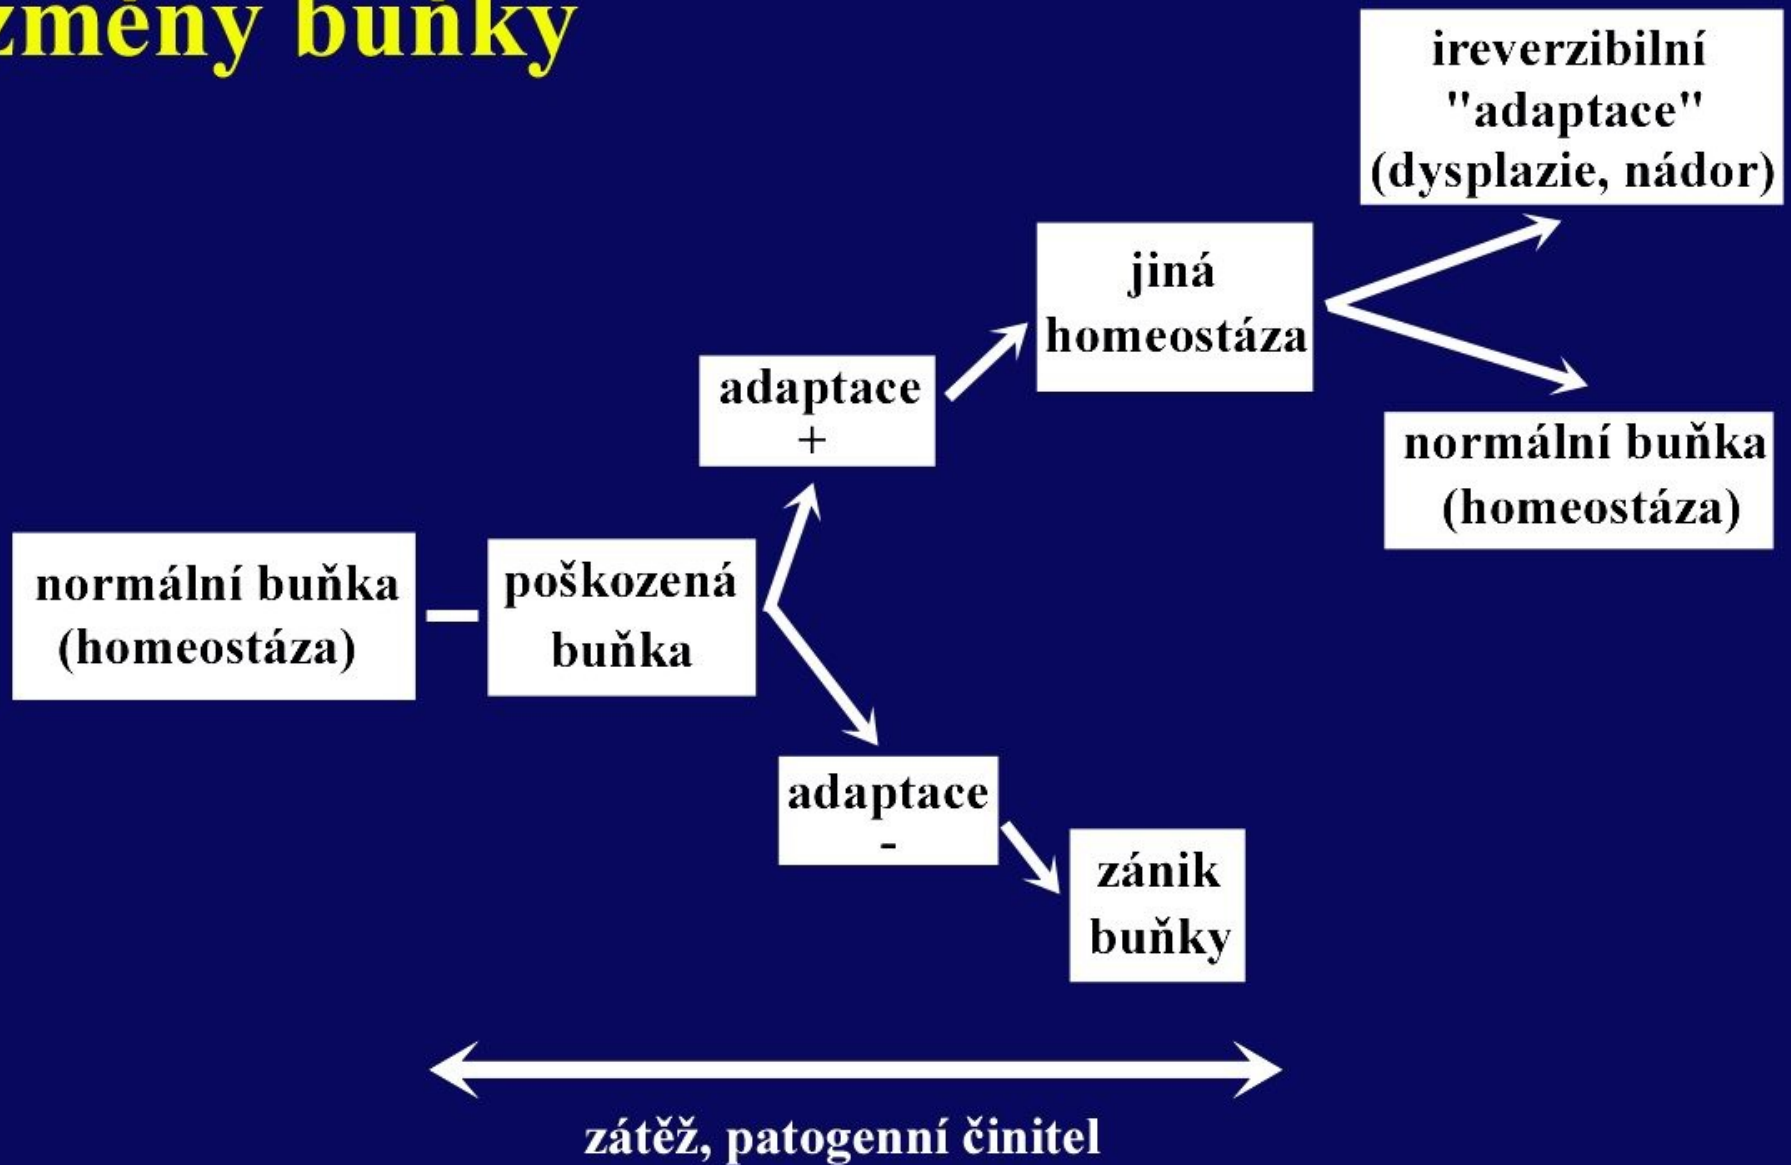 změny buňky
ireverzibilní
"adaptace"
(dysplazie, nádor)
jiná
homeostáza
adaptace
+
normální buňka
(homeostáza)
normální buňka
(homeostáza)
poškozená
buňka
adaptace
-
zánik
buňky
zátěž, patogenní činitel